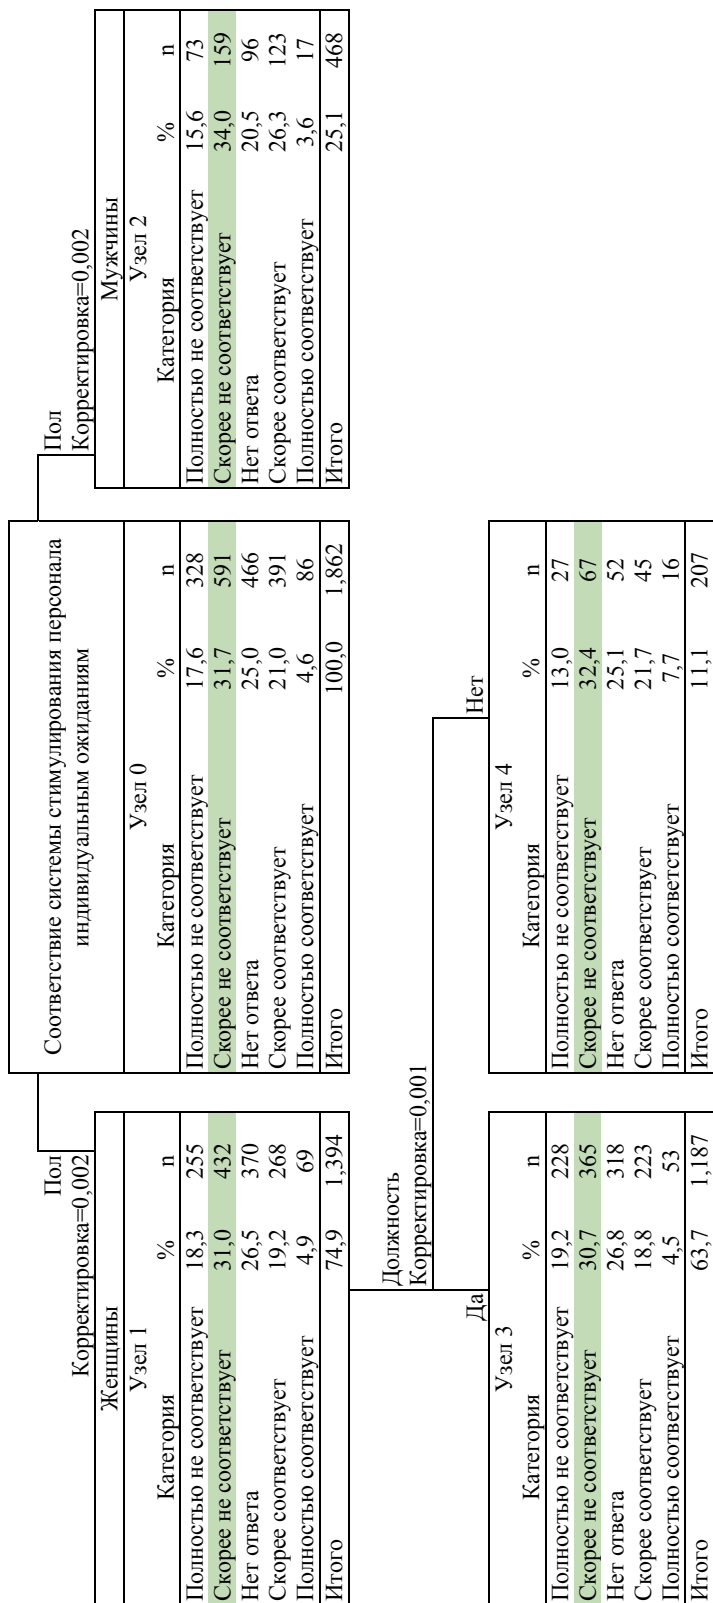 Соответствие системы стимулирования персонала
индивидуальным ожиданиям
Узел 0
Категория % n
Полностью не соответствует 17,6 328
Скорее не соответствует 31,7 591
Нет ответа 25,0 466
Скорее соответствует 21,0 391
Полностью соответствует 4,6 86
Итого 100,0 1,862
Пол
Корректировка=0,002
Женщины
Узел 1
Категория % n
Полностью не соответствует 18,3 255
Скорее не соответствует 31,0 432
Нет ответа 26,5 370
Скорее соответствует 19,2 268
Полностью соответствует 4,9 69
Итого 74,9 1,394
Пол
Корректировка=0,002
Мужчины
Узел 2
Категория % n
Полностью не соответствует 15,6 73
Скорее не соответствует 34,0 159
Нет ответа 20,5 96
Скорее соответствует 26,3 123
Полностью соответствует 3,6 17
Итого 25,1 468
Должность
Корректировка=0,001
Да
Узел 3
Категория % n
Полностью не соответствует 19,2 228
Скорее не соответствует 30,7 365
Нет ответа 26,8 318
Скорее соответствует 18,8 223
Полностью соответствует 4,5 53
Итого 63,7 1,187
Нет
Узел 4
Категория % n
Полностью не соответствует 13,0 27
Скорее не соответствует 32,4 67
Нет ответа 25,1 52
Скорее соответствует 21,7 45
Полностью соответствует 7,7 16
Итого 11,1 207